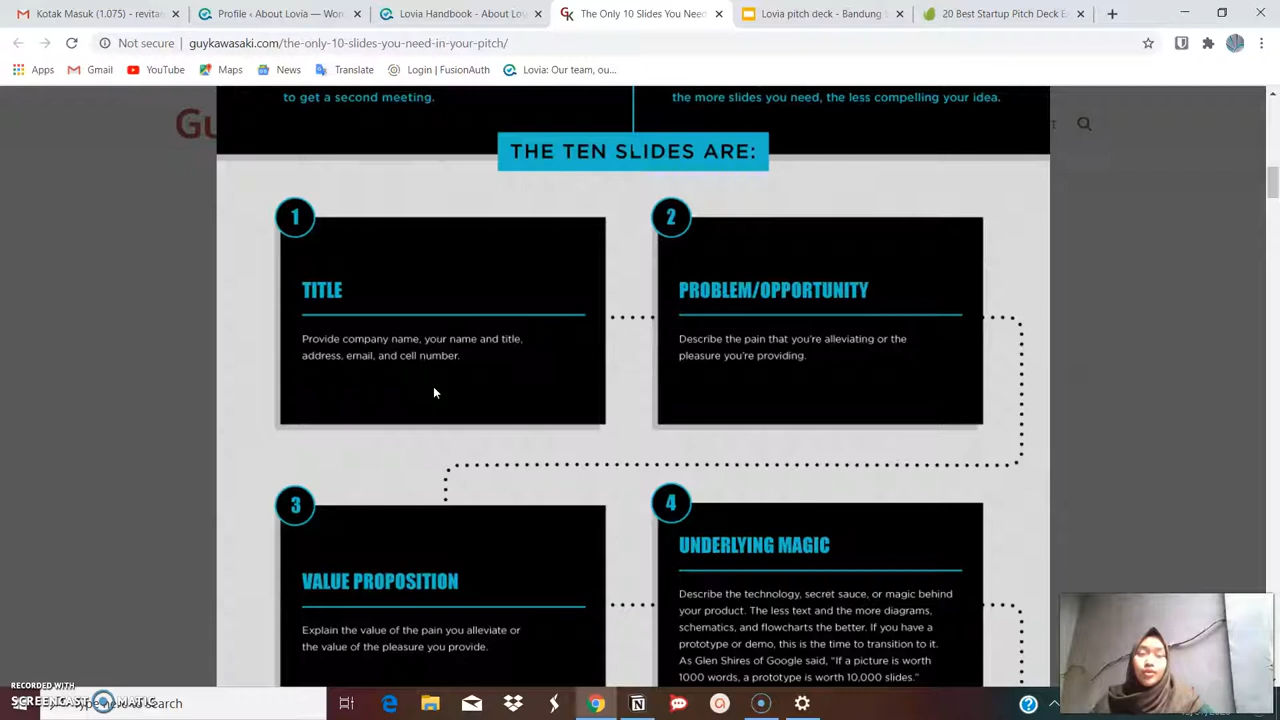 Kotak Masuk (1.075) - revitar
Profile ‹ About Lovia — Wor
Lovia Handbook – About Lo
The Only 10 Slides You Need
Lovia pitch deck - Bandung
20 Best Startup Pitch Deck E
Not secure | guykawasaki.com/the-only-10-slides-you-need-in-your-pitch/
Apps
Gmail
YouTube
Maps
News
Translate
Login | FusionAuth
Lovia: Our team, ou...
to get a second meeting.
the more slides you need, the less compelling your idea.
THE TEN SLIDES ARE:
1
TITLE
Provide company name, your name and title,
address, email, and cell number.
2
PROBLEM/OPPORTUNITY
Describe the pain that you’re alleviating or the
pleasure you’re providing.
3
VALUE PROPOSITION
Explain the value of the pain you alleviate or
the value of the pleasure you provide.
4
UNDERLYING MAGIC
Describe the technology, secret sauce, or magic behind
your product. The less text and the more diagrams,
schematics, and flowcharts the better. If you have a
prototype or demo, this is the time to transition to it.
As Glen Shires of Google said, “If a picture is worth
1000 words, a prototype is worth 10,000 slides.”
RECORDED WITH
SCREENCAST-O-MATIC
search